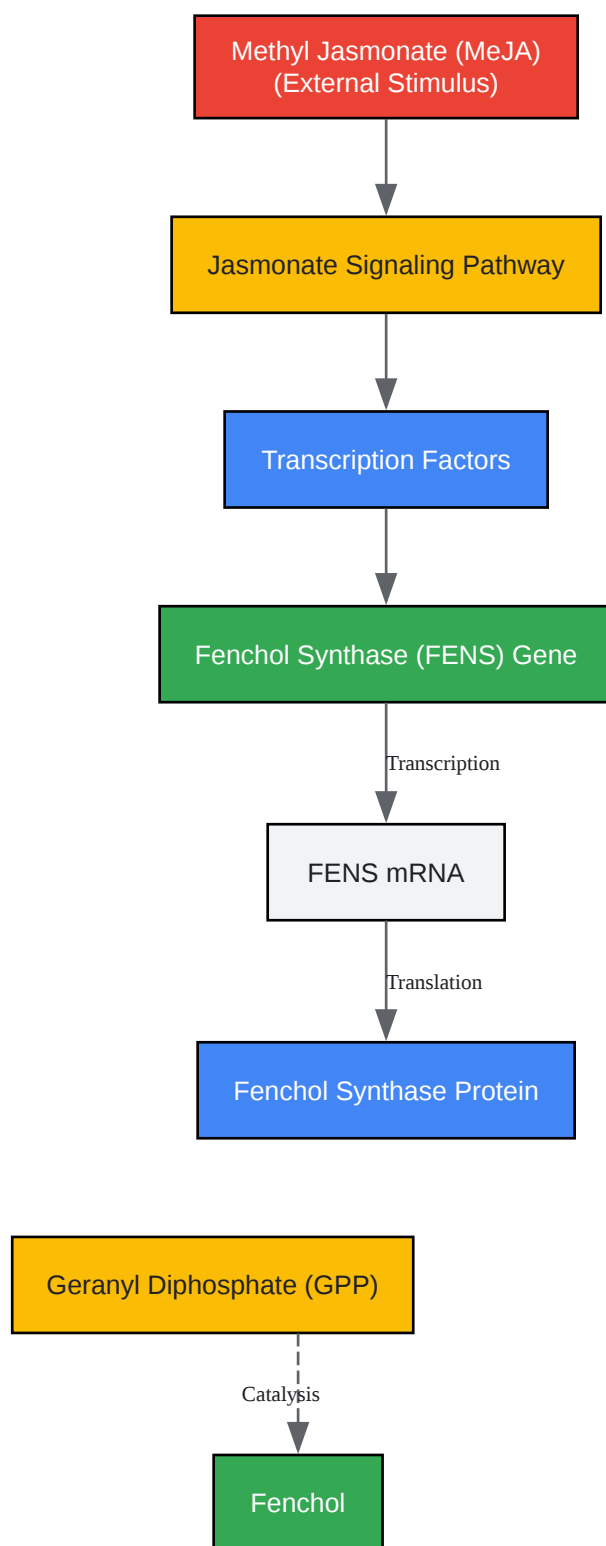 Methyl Jasmonate (MeJA)
(External Stimulus)
Jasmonate Signaling Pathway
Transcription Factors
Fenchol Synthase (FENS) Gene
Transcription
FENS mRNA
Translation
Fenchol Synthase Protein
Geranyl Diphosphate (GPP)
Catalysis
Fenchol